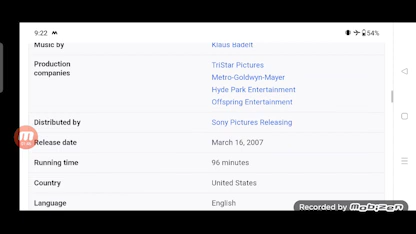 9:22 54%
Music by Klaus Badelt
Production companies TriStar Pictures
Metro-Goldwyn-Mayer
Hyde Park Entertainment
Offspring Entertainment
Distributed by Sony Pictures Releasing
Release date March 16, 2007
Running time 96 minutes
Country United States
Language English
Recorded by Mobizen